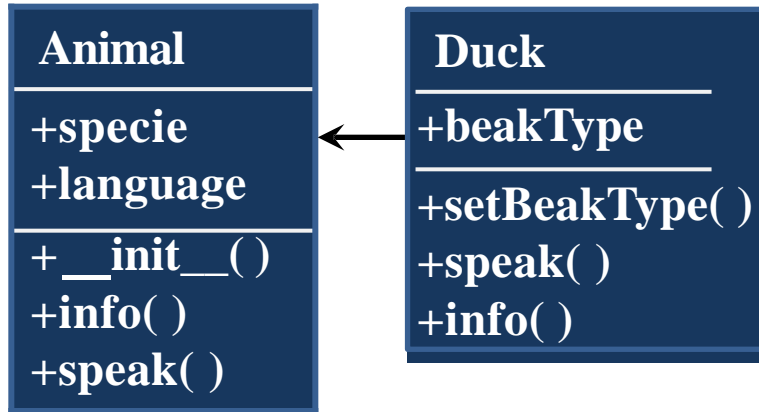 Animal
+specie
+language
+__init__( )
+info( )
+speak( )
Duck
+beakType
+setBeakType( )
+speak( )
+info( )